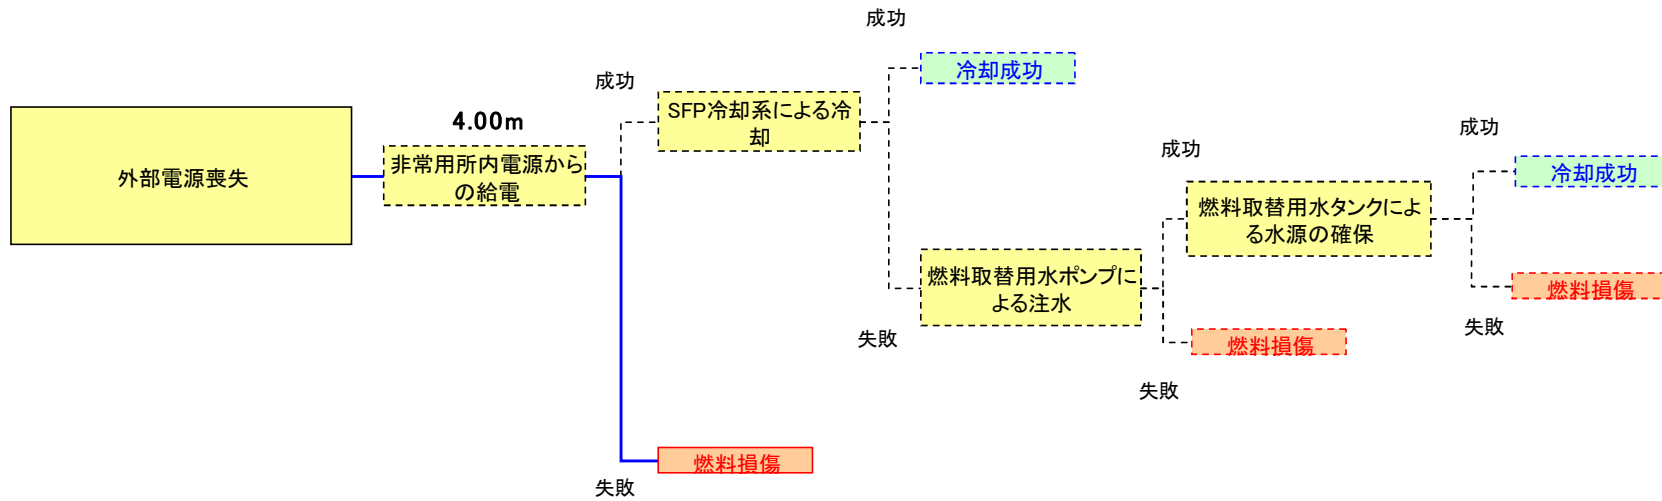 成功
冷却成功
成功
SFP冷却系による冷
却
4.00m
外部電源喪失
非常用所内電源から
の給電
成功
成功
冷却成功
燃料取替用水タンクによ
る水源の確保
燃料取替用水ポンプに
よる注水
燃料損傷
失敗
失敗
燃料損傷
失敗
燃料損傷
失敗